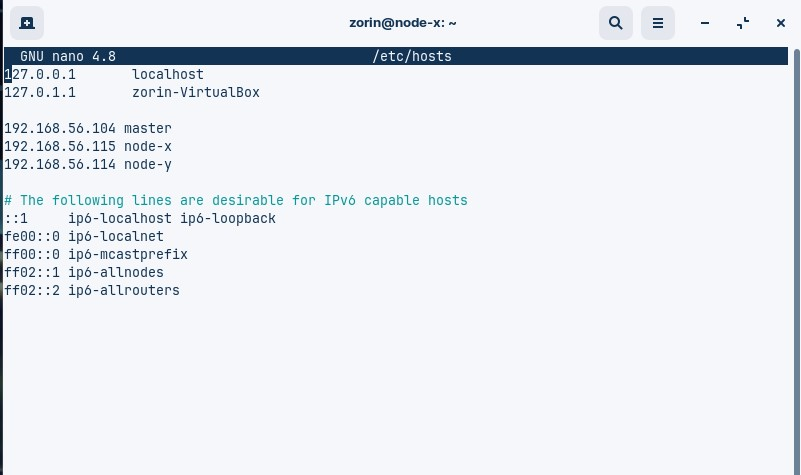 zorin@node-x: ~
GNU nano 4.8 /etc/hosts
127.0.0.1 localhost
127.0.1.1 zorin-VirtualBox
192.168.56.104 master
192.168.56.115 node-x
192.168.56.114 node-y
# The following lines are desirable for IPv6 capable hosts
::1 ip6-localhost ip6-loopback
fe00::0 ip6-localnet
ff00::0 ip6-mcastprefix
ff02::1 ip6-allnodes
ff02::2 ip6-allrouters